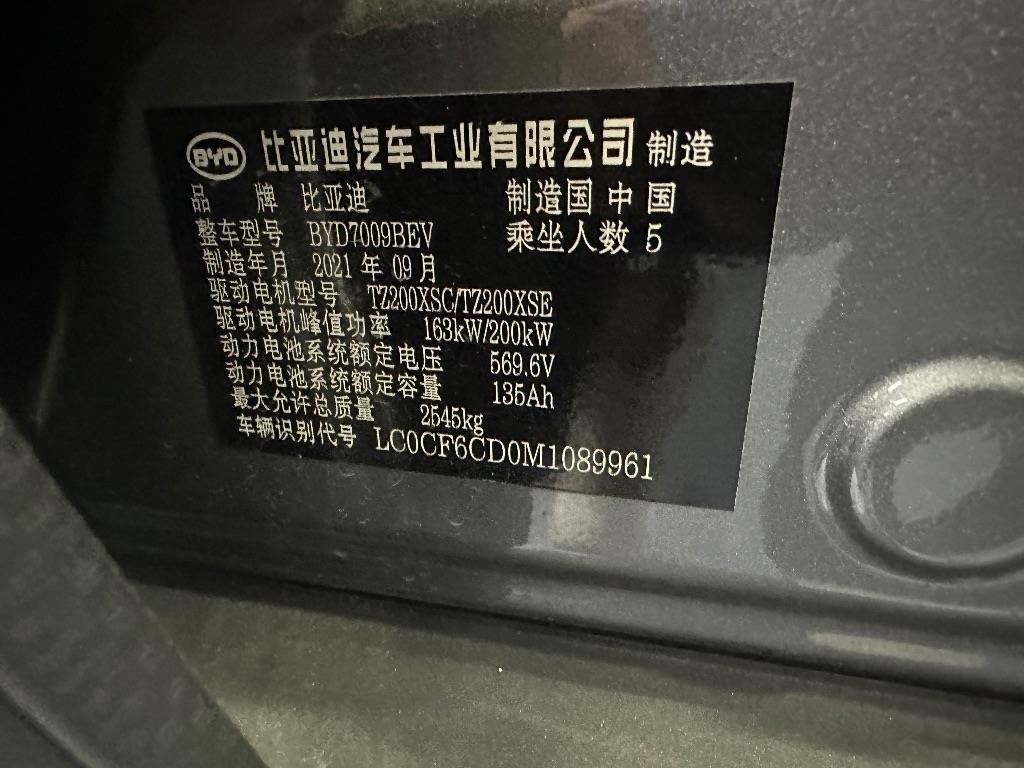 BYD 比亚迪汽车工业有限公司 制造
品 牌 比亚迪 制造国 中 国
整车型号 BYD7009BEV 乘坐人数 5
制造年月 2021 年 09 月
驱动电机型号 TZ200XSC/TZ200XSE
驱动电机峰值功率 163kW/200kW
动力电池系统额定电压 569.6V
动力电池系统额定容量 135Ah
最大允许总质量 2545kg
车辆识别代号 LC0CF6CD0M1089961